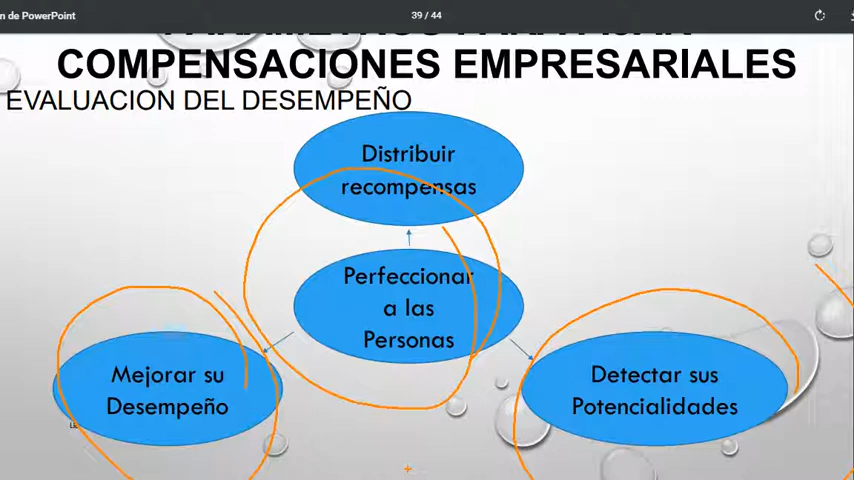 n de PowerPoint
39 / 44
COMPENSACIONES EMPRESARIALES
EVALUACION DEL DESEMPEÑO
Distribuir
recompensas
Perfeccionar
a las
Personas
Mejorar su
Desempeño
Detectar sus
Potencialidades